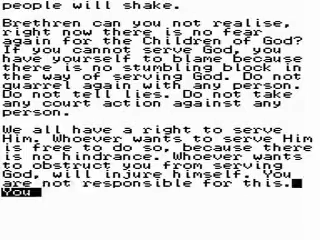 people will shake.
Brethren can you not realise,
right now there is no fear
again for the Children of God?
If you cannot serve God, you
have yourself to blame because
there is no stumbling block in
the way of serving God. Do not
quarrel again with any person.
Do not tell lies. Do not take
any court action against any
person.
We all have a right to serve
Him. Whoever wants to serve Him
is free to do so, because there
is no hindrance. Whoever wants
to obstruct you from serving
God, will injure himself. You
are not responsible for this.
You